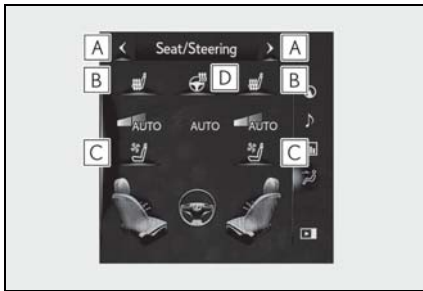 A < Seat/Steering > A
B D B
AUTO AUTO AUTO
C C